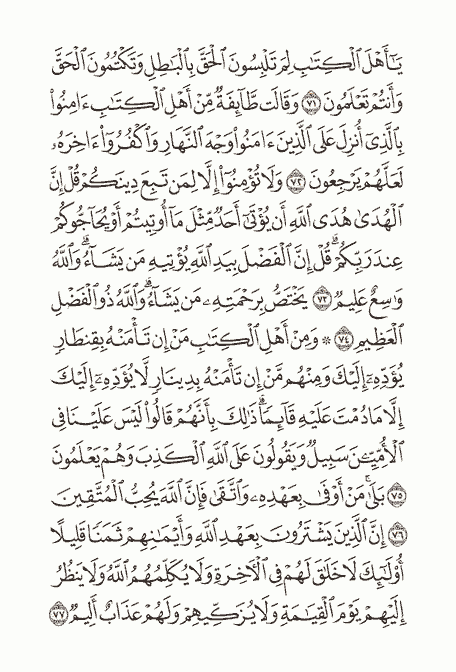 يَٰٓأَهۡلَ ٱلۡكِتَٰبِ لِمَ تَلۡبِسُونَ ٱلۡحَقَّ بِٱلۡبَٰطِلِ وَتَكۡتُمُونَ ٱلۡحَقَّ
وَأَنتُمۡ تَعۡلَمُونَ ٧١ وَقَالَت طَّآئِفَةٞ مِّنۡ أَهۡلِ ٱلۡكِتَٰبِ ءَامِنُواْ
بِٱلَّذِيٓ أُنزِلَ عَلَى ٱلَّذِينَ ءَامَنُواْ وَجۡهَ ٱلنَّهَارِ وَٱكۡفُرُوٓاْ ءَاخِرَهُۥ
لَعَلَّهُمۡ يَرۡجِعُونَ ٧٢ وَلَا تُؤۡمِنُوٓاْ إِلَّا لِمَن تَبِعَ دِينَكُمۡ قُلۡ إِنَّ
ٱلۡهُدَىٰ هُدَى ٱللَّهِ أَن يُؤۡتَىٰٓ أَحَدٞ مِّثۡلَ مَآ أُوتِيتُمۡ أَوۡ يُحَآجُّوكُمۡ
عِندَ رَبِّكُمۡۗ قُلۡ إِنَّ ٱلۡفَضۡلَ بِيَدِ ٱللَّهِ يُؤۡتِيهِ مَن يَشَآءُۗ وَٱللَّهُ
وَٰسِعٌ عَلِيمٞ ٧٣ يَخۡتَصُّ بِرَحۡمَتِهِۦ مَن يَشَآءُۗ وَٱللَّهُ ذُو ٱلۡفَضۡلِ
ٱلۡعَظِيمِ ٧٤ ۞ وَمِنۡ أَهۡلِ ٱلۡكِتَٰبِ مَنۡ إِن تَأۡمَنۡهُ بِقِنطَارٖ
يُؤَدِّهِۦٓ إِلَيۡكَ وَمِنۡهُم مَّنۡ إِن تَأۡمَنۡهُ بِدِينَارٖ لَّا يُؤَدِّهِۦٓ إِلَيۡكَ
إِلَّا مَا دُمۡتَ عَلَيۡهِ قَآئِمٗاۗ ذَٰلِكَ بِأَنَّهُمۡ قَالُواْ لَيۡسَ عَلَيۡنَا فِي
ٱلۡأُمِّيِّـۧنَ سَبِيلٞ وَيَقُولُونَ عَلَى ٱللَّهِ ٱلۡكَذِبَ وَهُمۡ يَعۡلَمُونَ
٧٥ بَلَىٰۚ مَنۡ أَوۡفَىٰ بِعَهۡدِهِۦ وَٱتَّقَىٰ فَإِنَّ ٱللَّهَ يُحِبُّ ٱلۡمُتَّقِينَ
٧٦ إِنَّ ٱلَّذِينَ يَشۡتَرُونَ بِعَهۡدِ ٱللَّهِ وَأَيۡمَٰنِهِمۡ ثَمَنٗا قَلِيلًا
أُوْلَٰٓئِكَ لَا خَلَٰقَ لَهُمۡ فِي ٱلۡأٓخِرَةِ وَلَا يُكَلِّمُهُمُ ٱللَّهُ وَلَا يَنظُرُ
إِلَيۡهِمۡ يَوۡمَ ٱلۡقِيَٰمَةِ وَلَا يُزَكِّيهِمۡ وَلَهُمۡ عَذَابٌ أَلِيمٞ ٧٧